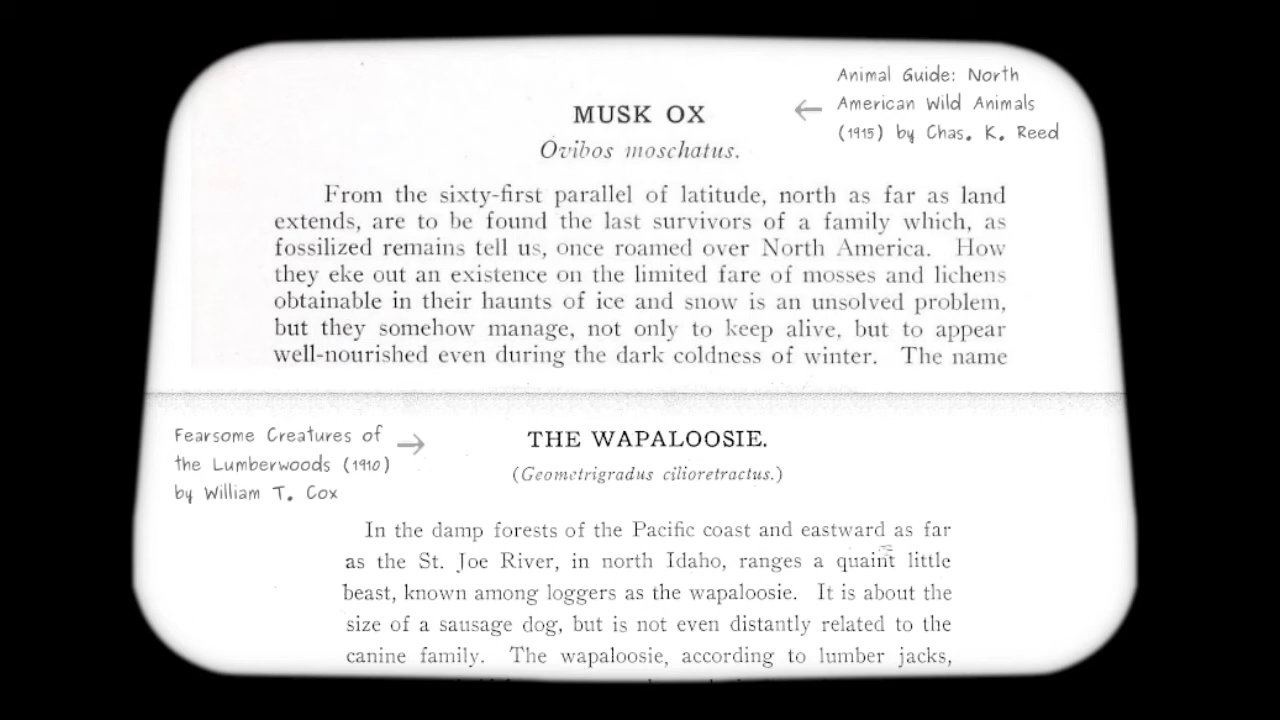 Animal Guide: North
American Wild Animals
(1915) by Chas. K. Reed
←
MUSK OX
Ovibos moschatus.
From the sixty-first parallel of latitude, north as far as land
extends, are to be found the last survivors of a family which, as
fossilized remains tell us, once roamed over North America. How
they eke out an existence on the limited fare of mosses and lichens
obtainable in their haunts of ice and snow is an unsolved problem,
but they somehow manage, not only to keep alive, but to appear
well-nourished even during the dark coldness of winter. The name
Fearsome Creatures of
the Lumberwoods (1910)
by William T. Cox
→
THE WAPALOOSIE.
(Geometrigradus cilioretractus.)
In the damp forests of the Pacific coast and eastward as far
as the St. Joe River, in north Idaho, ranges a quaint little
beast, known among loggers as the wapaloosie. It is about the
size of a sausage dog, but is not even distantly related to the
canine family. The wapaloosie, according to lumber jacks,